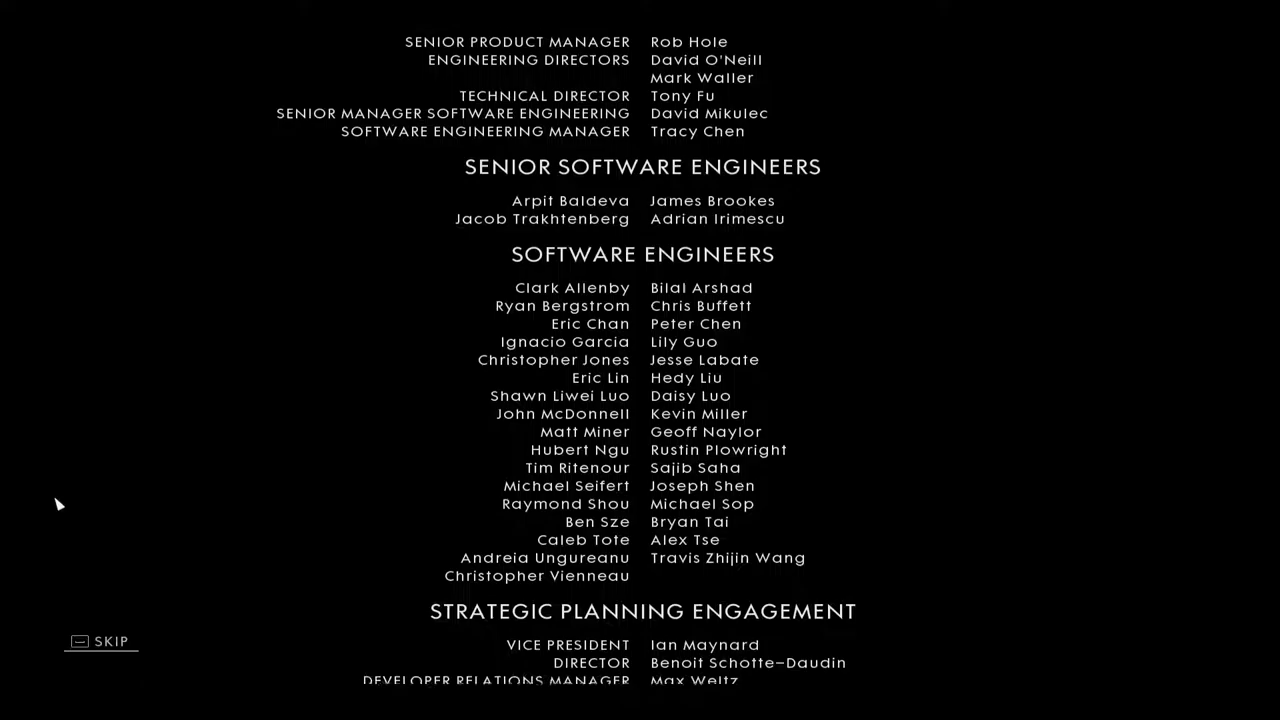 SENIOR PRODUCT MANAGER Rob Hole
ENGINEERING DIRECTORS David O'Neill
Mark Waller
TECHNICAL DIRECTOR Tony Fu
SENIOR MANAGER SOFTWARE ENGINEERING David Mikulec
SOFTWARE ENGINEERING MANAGER Tracy Chen
SENIOR SOFTWARE ENGINEERS
Arpit Baldeva James Brookes
Jacob Trakhtenberg Adrian Irimescu
SOFTWARE ENGINEERS
Clark Allenby Bilal Arshad
Ryan Bergstrom Chris Buffett
Eric Chan Peter Chen
Ignacio Garcia Lily Guo
Christopher Jones Jesse Labate
Eric Lin Hedy Liu
Shawn Liwei Luo Daisy Luo
John McDonnell Kevin Miller
Matt Miner Geoff Naylor
Hubert Ngu Rustin Plowright
Tim Ritenour Sajib Saha
Michael Seifert Joseph Shen
Raymond Shou Michael Sop
Ben Sze Bryan Tai
Caleb Tote Alex Tse
Andreia Ungureanu Travis Zhijin Wang
Christopher Vienneau
STRATEGIC PLANNING ENGAGEMENT
SKIP
VICE PRESIDENT Ian Maynard
DIRECTOR Benoit Schotte-Daudin
DEVELOPER RELATIONS MANAGER Max Weltz